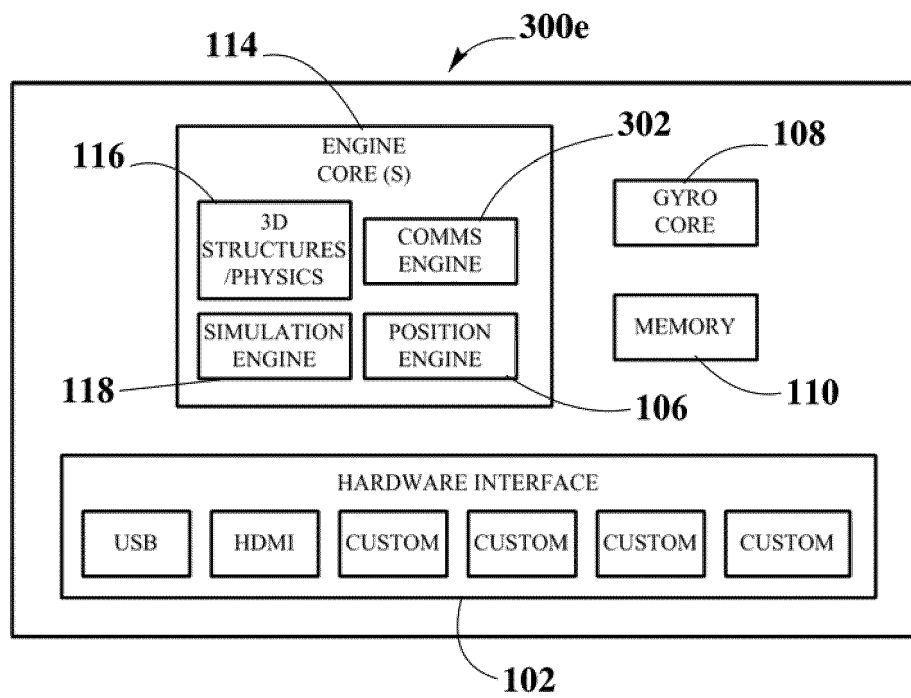 300e
114
302
108
116
ENGINE
CORE (S)
3D
STRUCTURES
/PHYSICS
COMMS
ENGINE
GYRO
CORE
SIMULATION
ENGINE
POSITION
ENGINE
MEMORY
118
106
110
HARDWARE INTERFACE
USB
HDMI
CUSTOM
CUSTOM
CUSTOM
CUSTOM
102